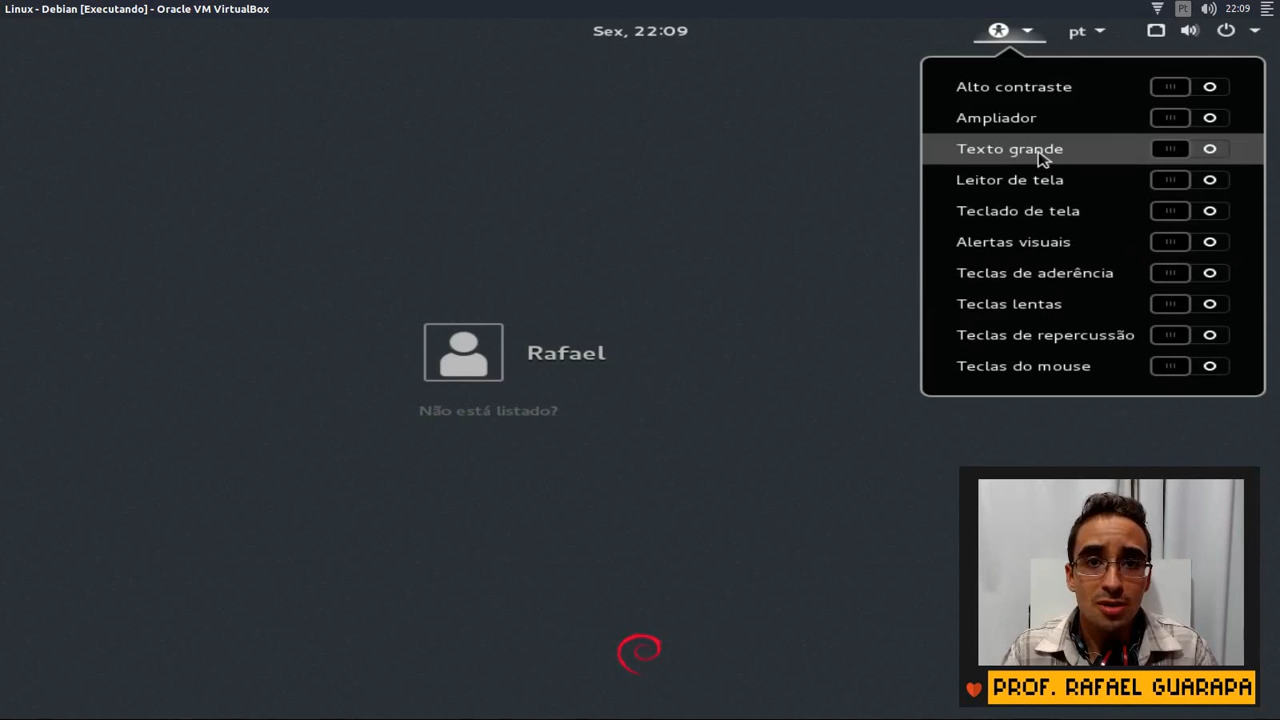 Linux - Debian [Executando] - Oracle VM VirtualBox
Pt
22:09
Sex, 22:09
pt
Alto contraste
Ampliador
Texto grande
Leitor de tela
Teclado de tela
Alertas visuais
Teclas de aderência
Teclas lentas
Teclas de repercussão
Teclas do mouse
Rafael
Não está listado?
PROF. RAFAEL GUARAPA